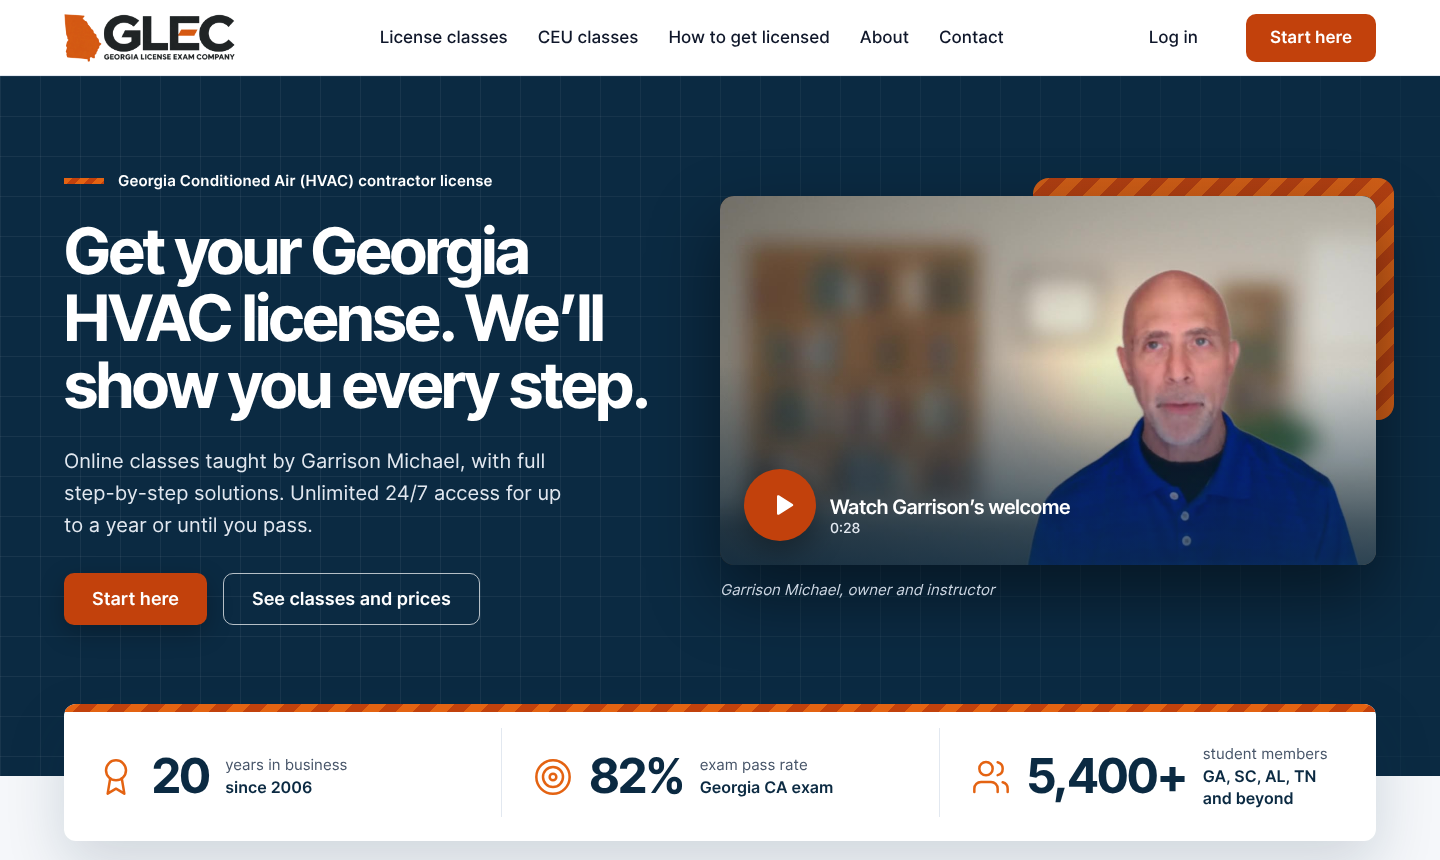 GLEC
GEORGIA LICENSE EXAM COMPANY
License classes
CEU classes
How to get licensed
About
Contact
Log in
Start here
Georgia Conditioned Air (HVAC) contractor license
Get your Georgia
HVAC license. We’ll
show you every step.
Online classes taught by Garrison Michael, with full
step-by-step solutions. Unlimited 24/7 access for up
to a year or until you pass.
Start here
See classes and prices
Watch Garrison’s welcome
0:28
Garrison Michael, owner and instructor
20
years in business
since 2006
82%
exam pass rate
Georgia CA exam
5,400+
student members
GA, SC, AL, TN
and beyond